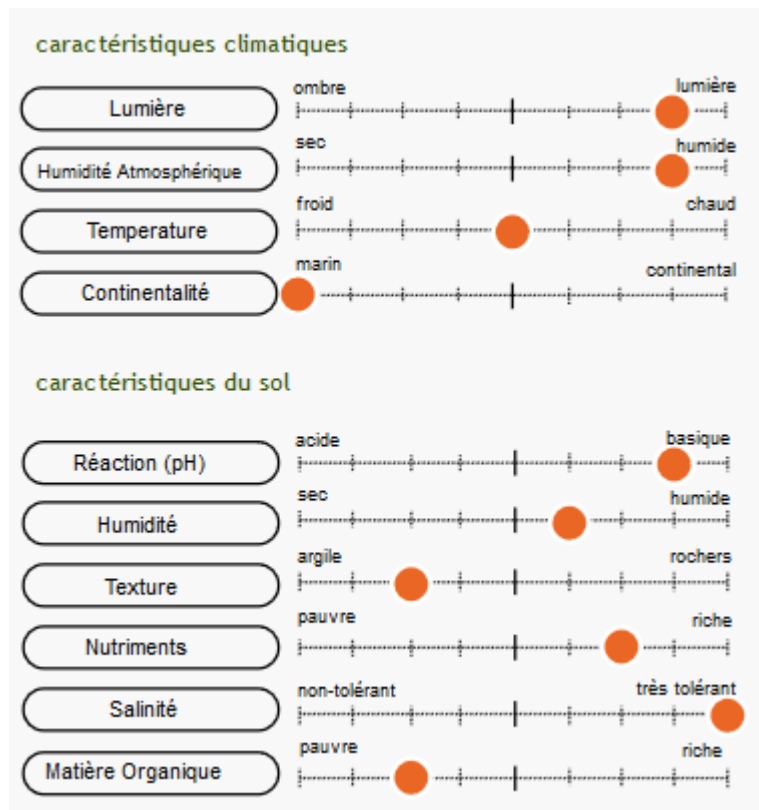 caractéristiques climatiques
ombre lumière
Lumière
sec humide
Humidité Atmosphérique
froid chaud
Temperature
marin continental
Continentalité
caractéristiques du sol
acide basique
Réaction (pH)
sec humide
Humidité
argile rochers
Texture
pauvre riche
Nutriments
non-tolérant très tolérant
Salinité
pauvre riche
Matière Organique